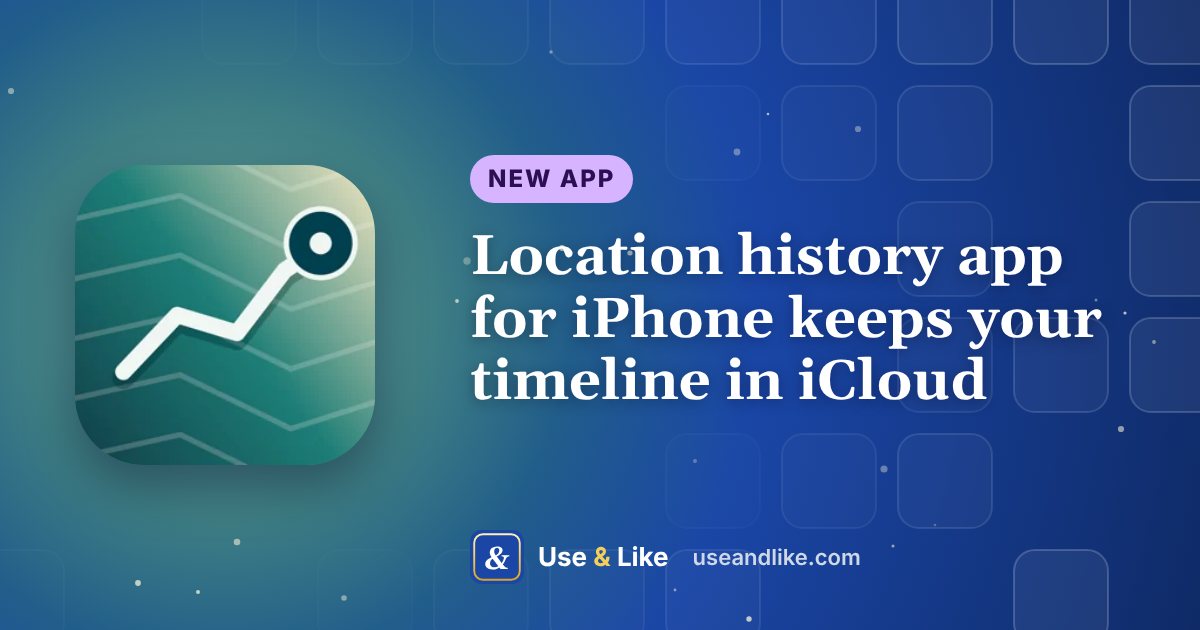 NEW APP
Location history app
for iPhone keeps your
timeline in iCloud
& Use & Like useandlike.com